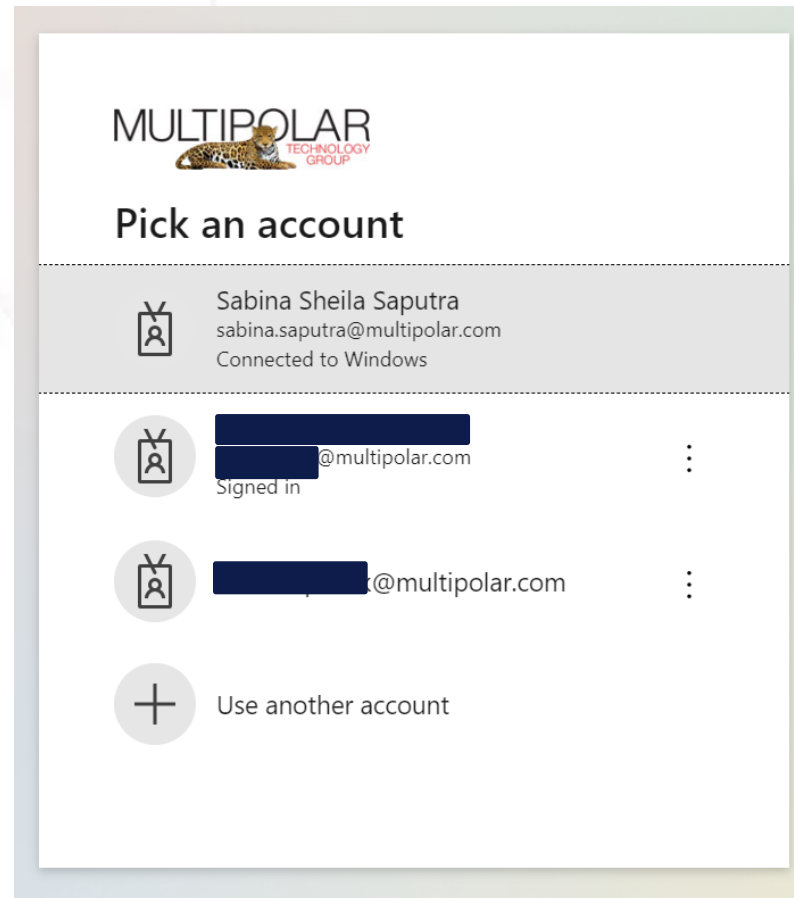 MULTIPOLAR
TECHNOLOGY
GROUP
Pick an account
Sabina Sheila Saputra
sabina.saputra@multipolar.com
Connected to Windows
@multipolar.com
Signed in
@multipolar.com
Use another account